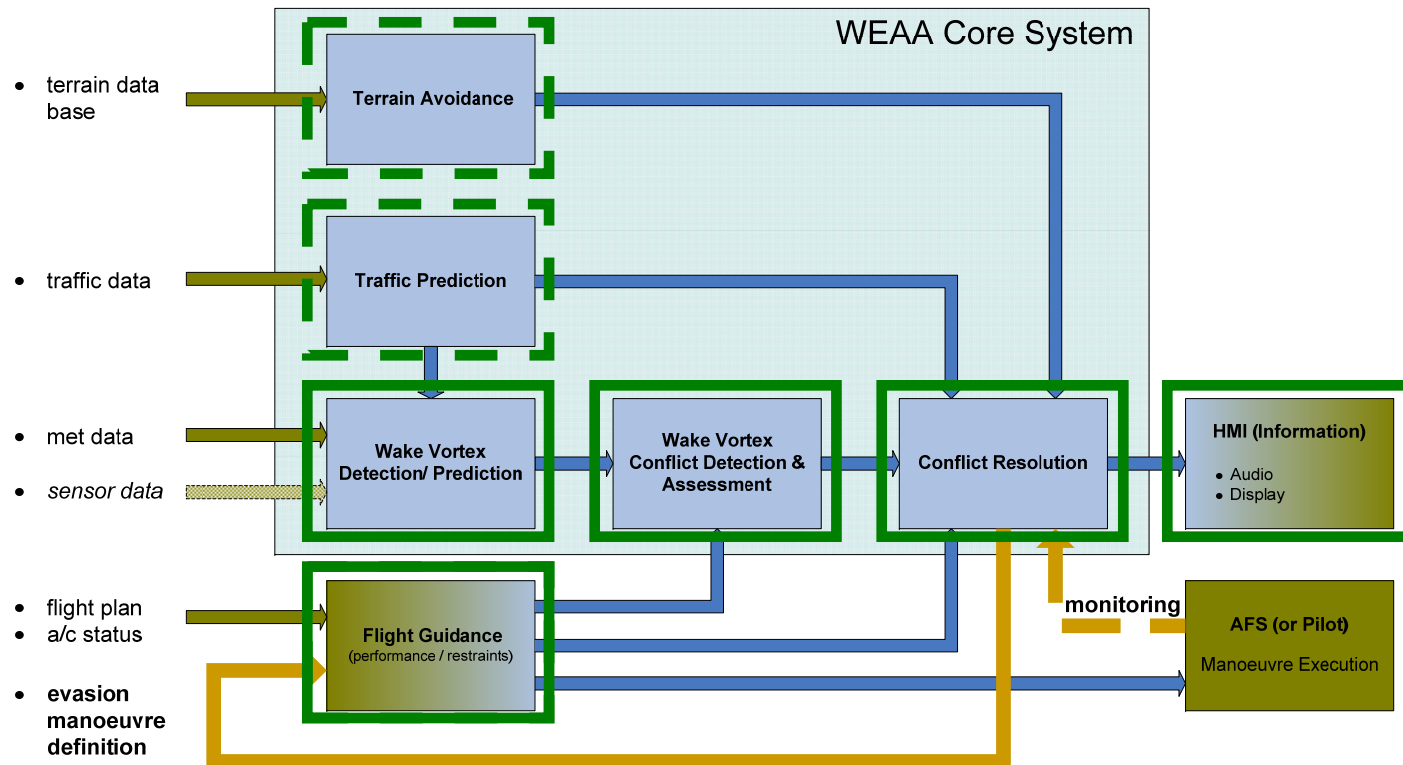 WEAA Core System
• terrain data
base
Terrain Avoidance
• traffic data
Traffic Prediction
• met data
• sensor data
Wake Vortex
Detection/ Prediction
Wake Vortex
Conflict Detection &
Assessment
Conflict Resolution
HMI (Information)
• Audio
• Display
• flight plan
• a/c status
• evasion
manoeuvre
definition
Flight Guidance
(performance / restraints)
monitoring
AFS (or Pilot)
Manoeuvre Execution